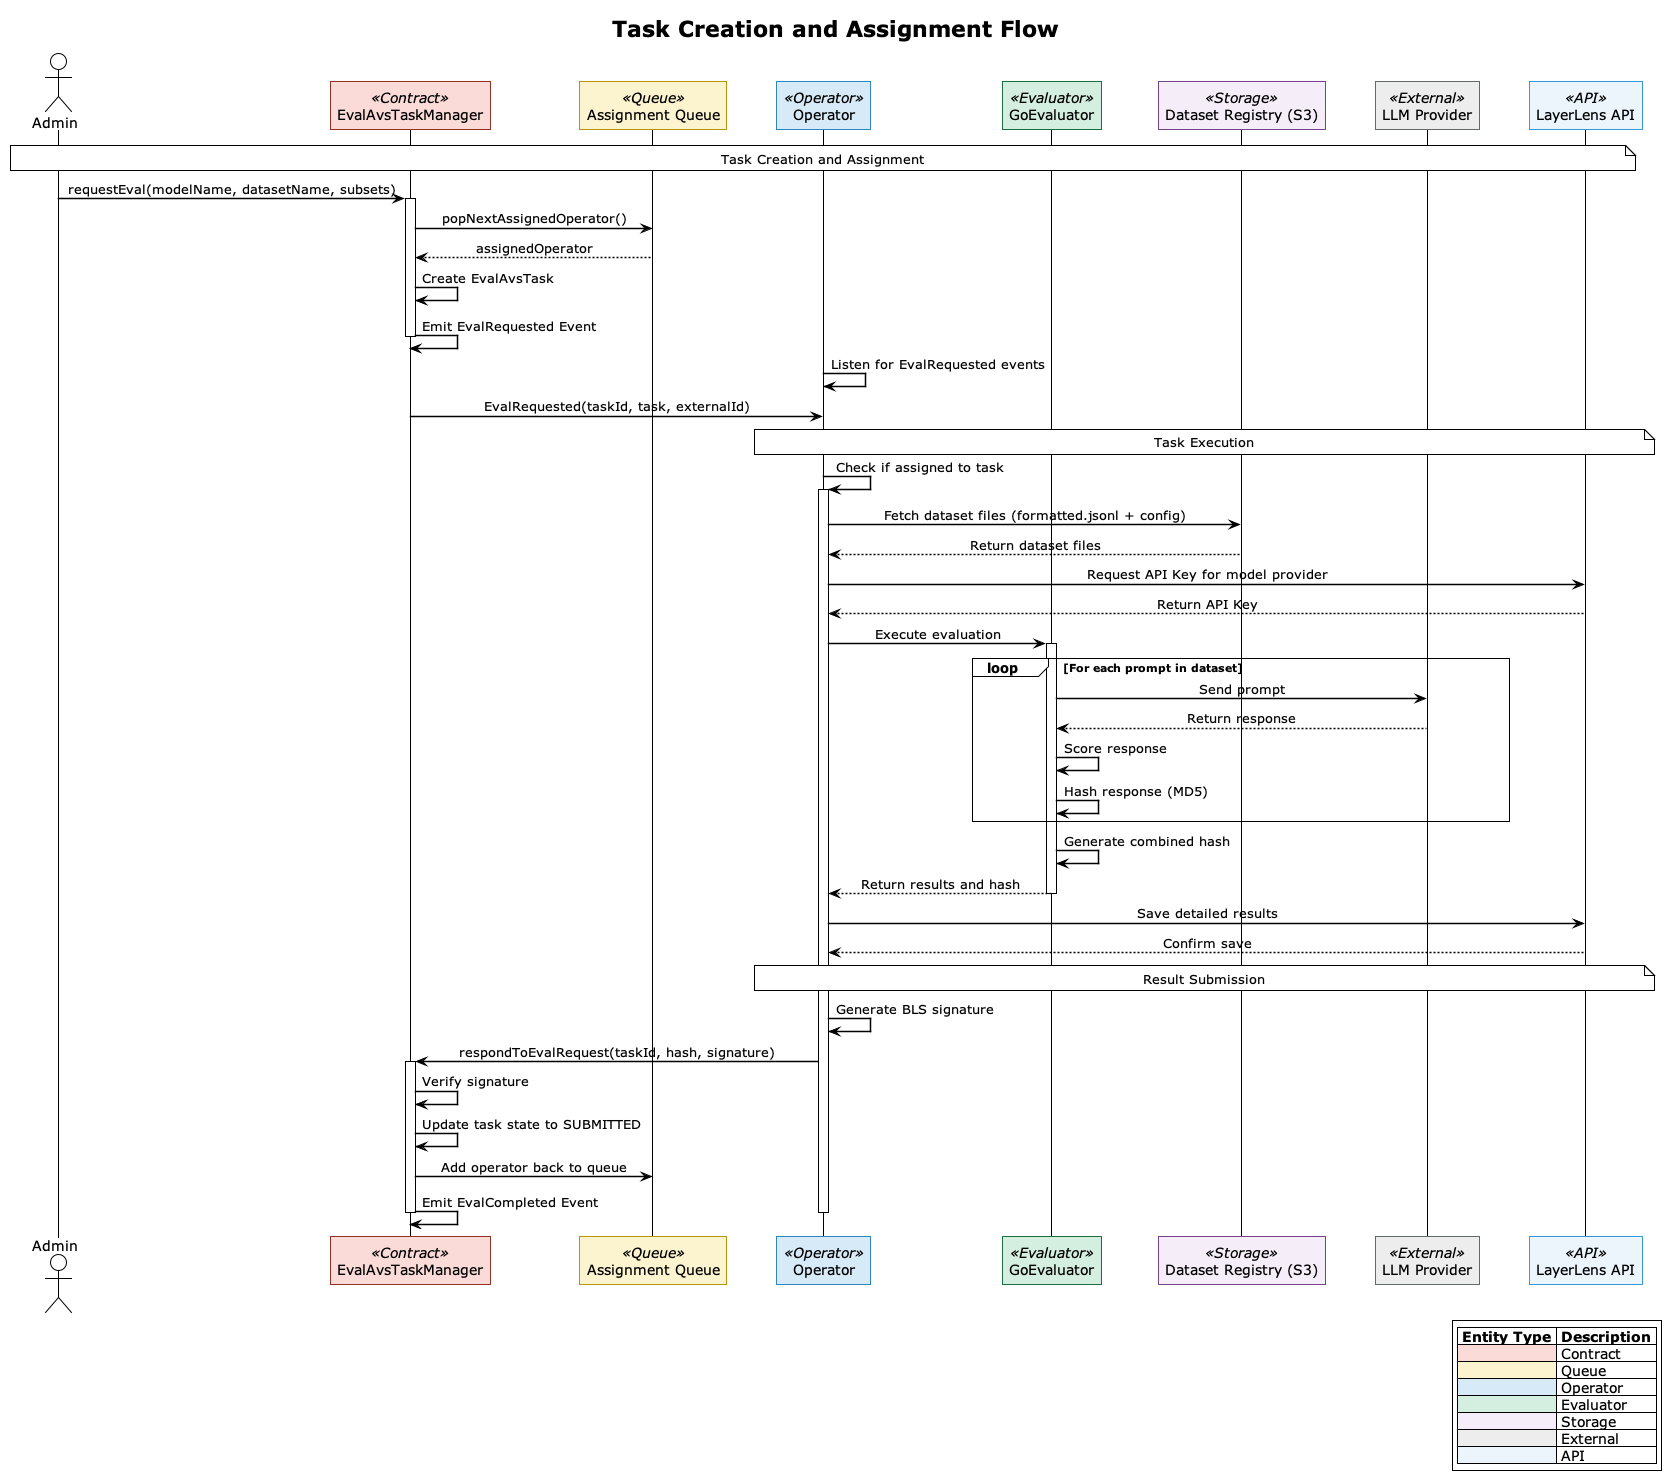 Task Creation and Assignment Flow
Admin
«Contract»
EvalAvsTaskManager
«Queue»
Assignment Queue
«Operator»
Operator
«Evaluator»
GoEvaluator
«Storage»
Dataset Registry (S3)
«External»
LLM Provider
«API»
LayerLens API
Task Creation and Assignment
requestEval(modelName, datasetName, subsets)
popNextAssignedOperator()
assignedOperator
Create EvalAvsTask
Emit EvalRequested Event
Listen for EvalRequested events
EvalRequested(taskId, task, externalId)
Task Execution
Check if assigned to task
Fetch dataset files (formatted.jsonl + config)
Return dataset files
Request API Key for model provider
Return API Key
Execute evaluation
loop [For each prompt in dataset]
Send prompt
Return response
Score response
Hash response (MD5)
Generate combined hash
Return results and hash
Save detailed results
Confirm save
Result Submission
Generate BLS signature
respondToEvalRequest(taskId, hash, signature)
Verify signature
Update task state to SUBMITTED
Add operator back to queue
Emit EvalCompleted Event
Admin
«Contract»
EvalAvsTaskManager
«Queue»
Assignment Queue
«Operator»
Operator
«Evaluator»
GoEvaluator
«Storage»
Dataset Registry (S3)
«External»
LLM Provider
«API»
LayerLens API
Entity Type Description
Contract
Queue
Operator
Evaluator
Storage
External
API